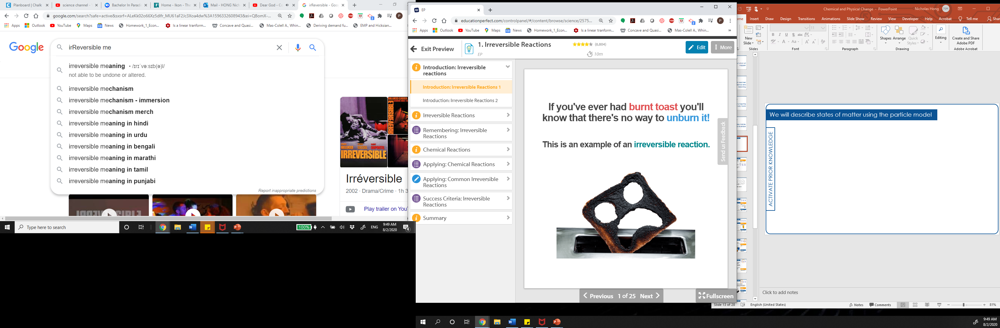 Planboard | Chalk
science channel -
Bachelor In Parad
Home - Ikon - The
Mail - HONG Nich
Dear God - Co
irReversible - Goo
google.com/search?safe=active&sxsrf=ALeKk02o66Xz5dIfr_MU61aF2Jc3Xoa4dw%3A1596332608943&ei=QBomX-...
Apps
Outlook
YouTube
Maps
News
Homework_1_Econ...
Is a linear tranform...
Concave and Quasi...
Mas-Colell A., Whin...
Deriving demand fu...
EMP and Hicksian...
Google
irReversible me
irreversible meaning • /ɪrɪˈvəːsɪb(ə)l/
not able to be undone or altered.
irreversible mechanism
irreversible mechanism - immersion
irreversible mechanism merch
irreversible meaning in hindi
irreversible meaning in urdu
irreversible meaning in bengali
irreversible meaning in marathi
irreversible meaning in tamil
irreversible meaning in punjabi
Report inappropriate predictions
BELLUCCI CASSEL DUPONTEL
IRREVERSIBLE
Irréversible
2002 · Drama/Crime · 1h 3
Play trailer on You
Type here to search
100%
ENG
9:49 AM
8/2/2020
4
EP
educationperfect.com/controlpanel/#/content/browse/science/2575...
Apps
Outlook
YouTube
Maps
News
Homework_1_Econ...
Is a linear tranform...
Concave and Quasi...
Mas-Colell A., Whin...
»
Exit Preview
1. Irreversible Reactions
EP
(6,804)
10m
Edit
More
Introduction: Irreversible
reactions
Introduction: Irreversible Reactions 1
Introduction: Irreversible Reactions 2
Irreversible Reactions
Remembering: Irreversible
Reactions
Chemical Reactions
Applying: Chemical Reactions
Applying: Common Irreversible
Reactions
Success Criteria: Irreversible
Reactions
Summary
If you've ever had burnt toast you'll
know that there's no way to unburn it!
This is an example of an irreversible reaction.
Send us Feedback
Previous 1 of 25 Next
Fullscreen
Chemical and Physical Change - PowerPoint
Nicholas Hong
NH
ome
Insert
Draw
Design
Transitions
Animations
Slide Show
Review
View
Developer
Help
Acrobat
Tell me
Shar
New
Slide
Slides
11
Font
Paragraph
Shapes
Arrange
Quick
Styles
Drawing
Editing
Create and Share
Adobe PDF
Adobe Acrobat
We will describe states of matter using the particle model
ACTIVATE PRIOR KNOWLEDGE
Click to add notes
Slide 13 of 28
English (United States)
Notes
Comments
81%
9:49 AM
8/2/2020